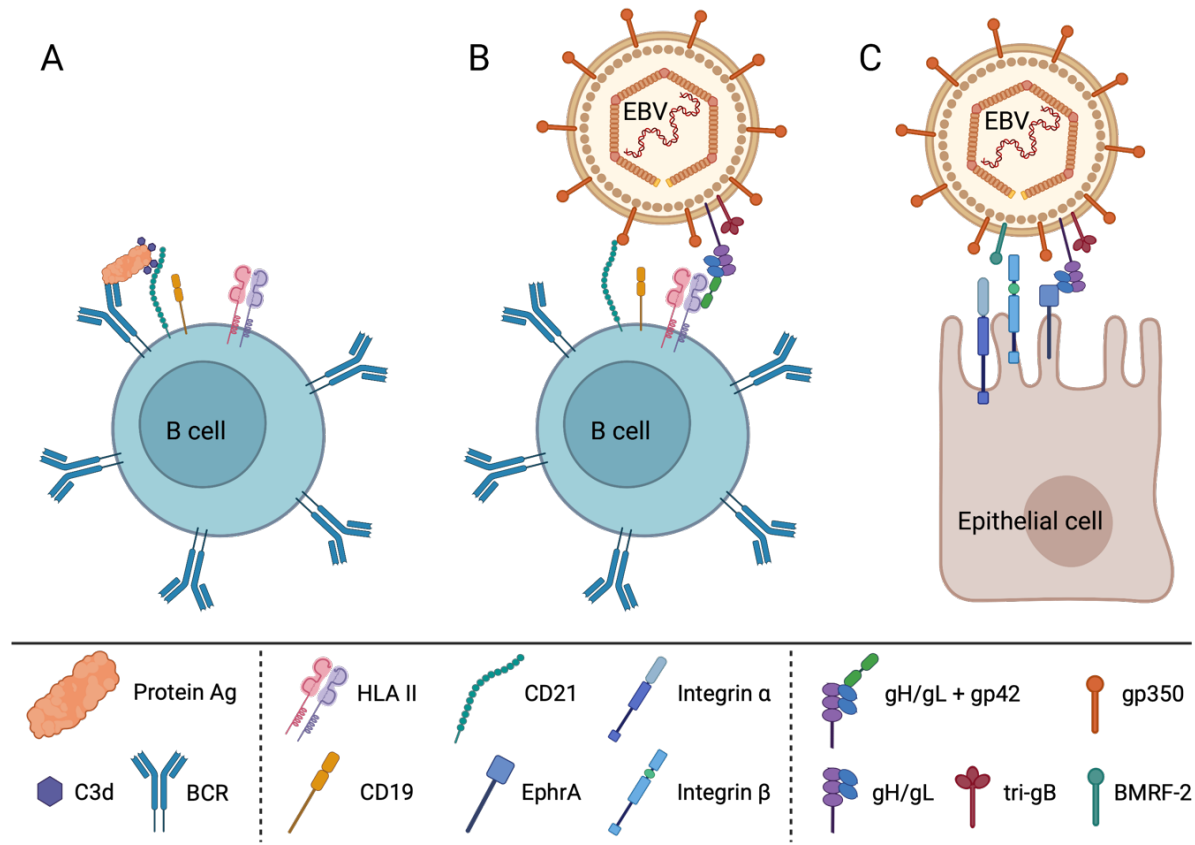 A
B
C
EBV
EBV
B cell
B cell
Epithelial cell
Protein Ag
HLA II
CD21
Integrin α
gH/gL + gp42
gp350
C3d
BCR
CD19
EphrA
Integrin β
gH/gL
tri-gB
BMRF-2